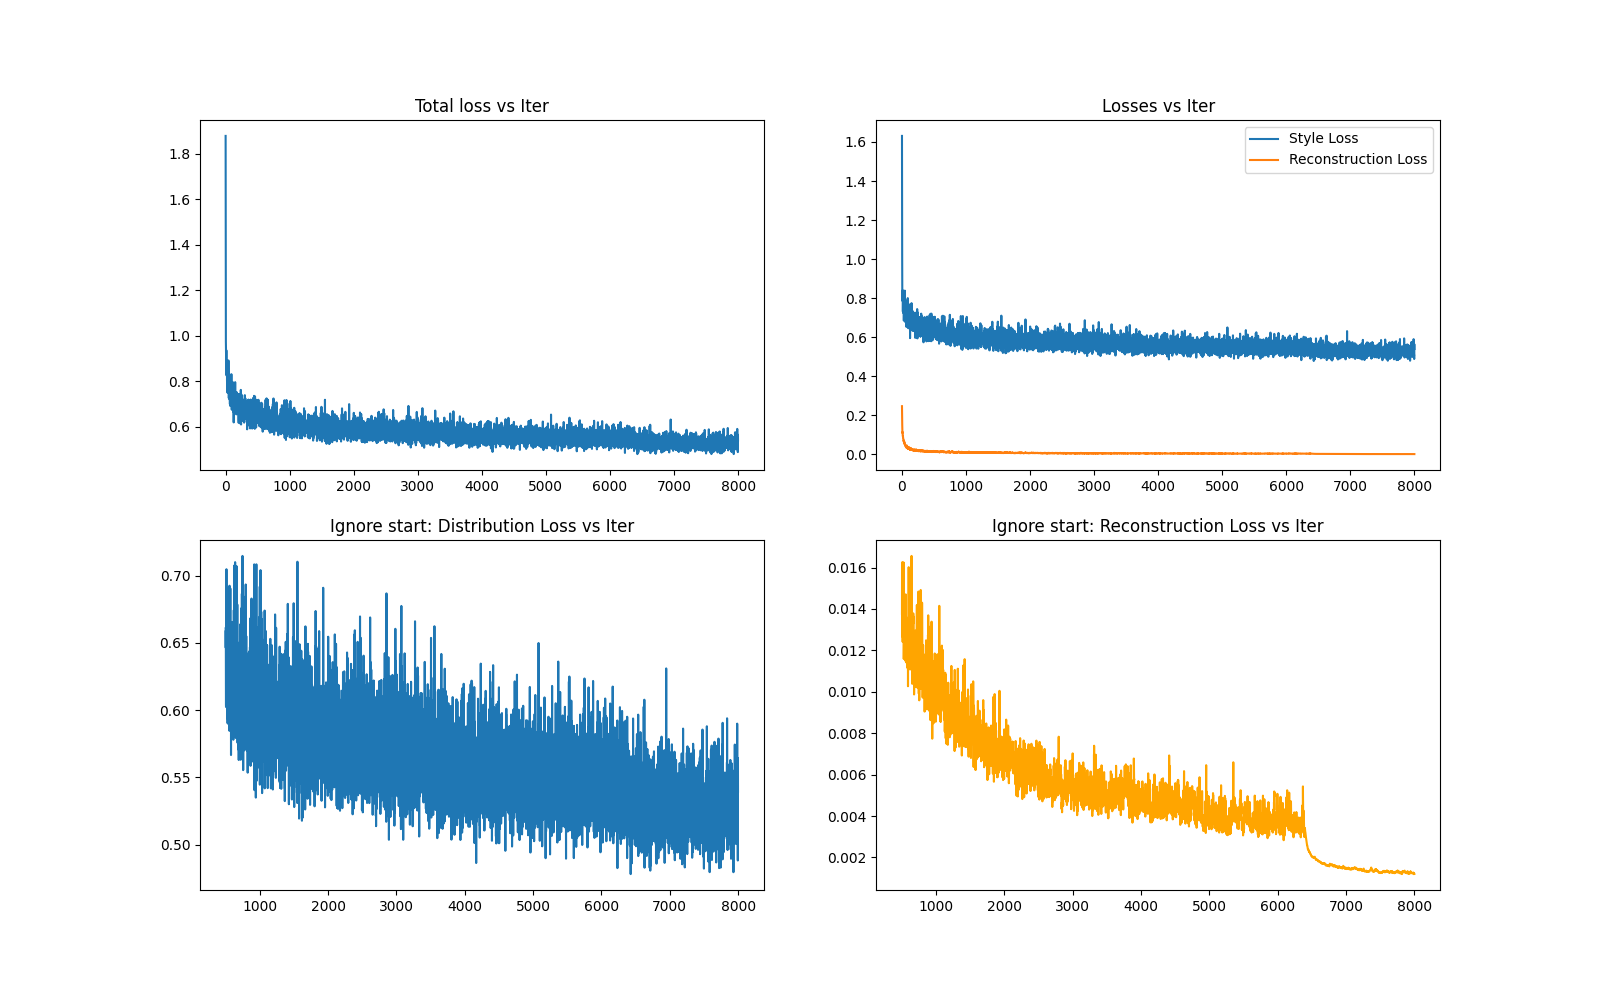 Total loss vs Iter
1.8
1.6
1.4
1.2
1.0
0.8
0.6
0 1000 2000 3000 4000 5000 6000 7000 8000
Losses vs Iter
Style Loss
Reconstruction Loss
1.6
1.4
1.2
1.0
0.8
0.6
0.4
0.2
0.0
0 1000 2000 3000 4000 5000 6000 7000 8000
Ignore start: Distribution Loss vs Iter
0.70
0.65
0.60
0.55
0.50
1000 2000 3000 4000 5000 6000 7000 8000
Ignore start: Reconstruction Loss vs Iter
0.016
0.014
0.012
0.010
0.008
0.006
0.004
0.002
1000 2000 3000 4000 5000 6000 7000 8000